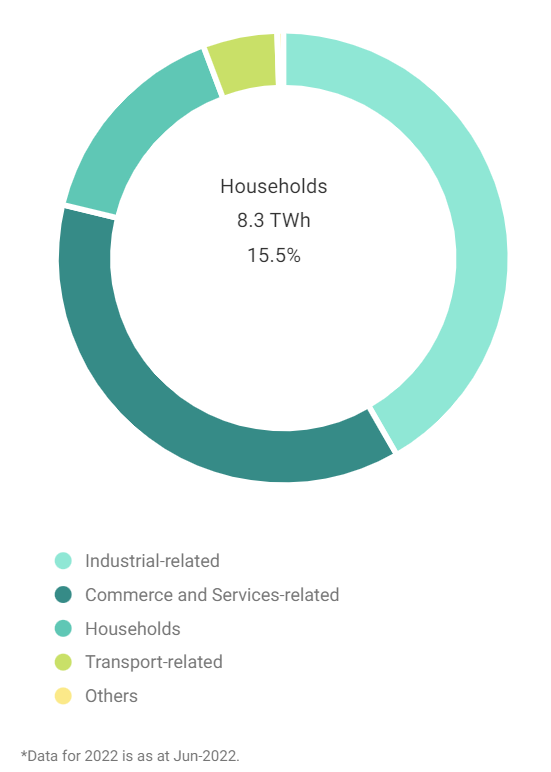 Households
8.3 TWh
15.5%
Industrial-related
Commerce and Services-related
Households
Transport-related
Others
*Data for 2022 is as at Jun-2022.